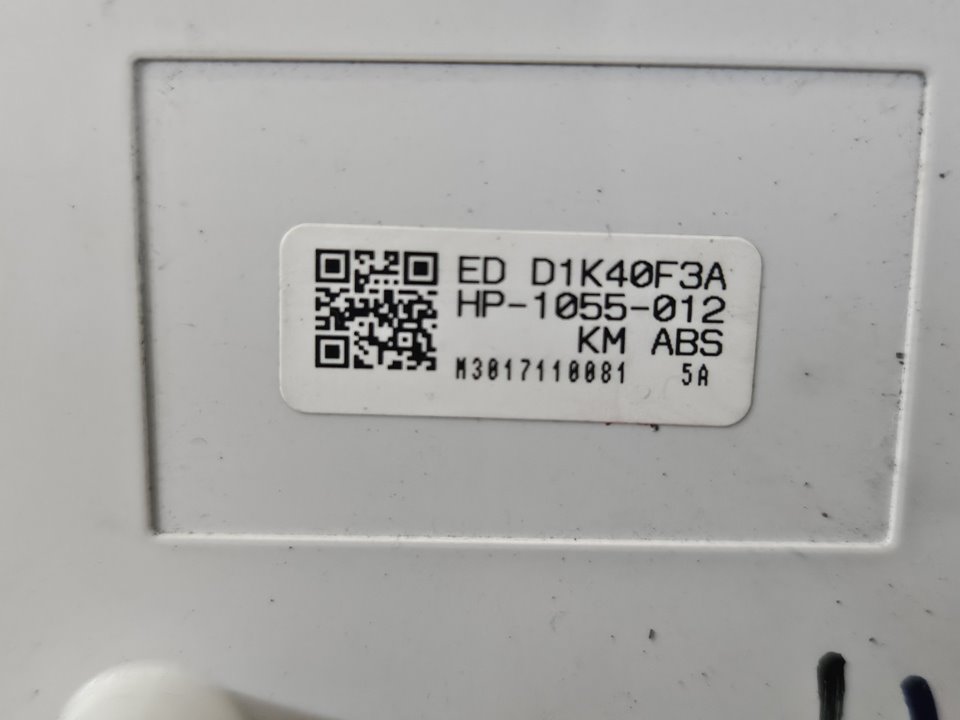 ED D1K40F3A
HP-1055-012
KM ABS
M3017110081 5A